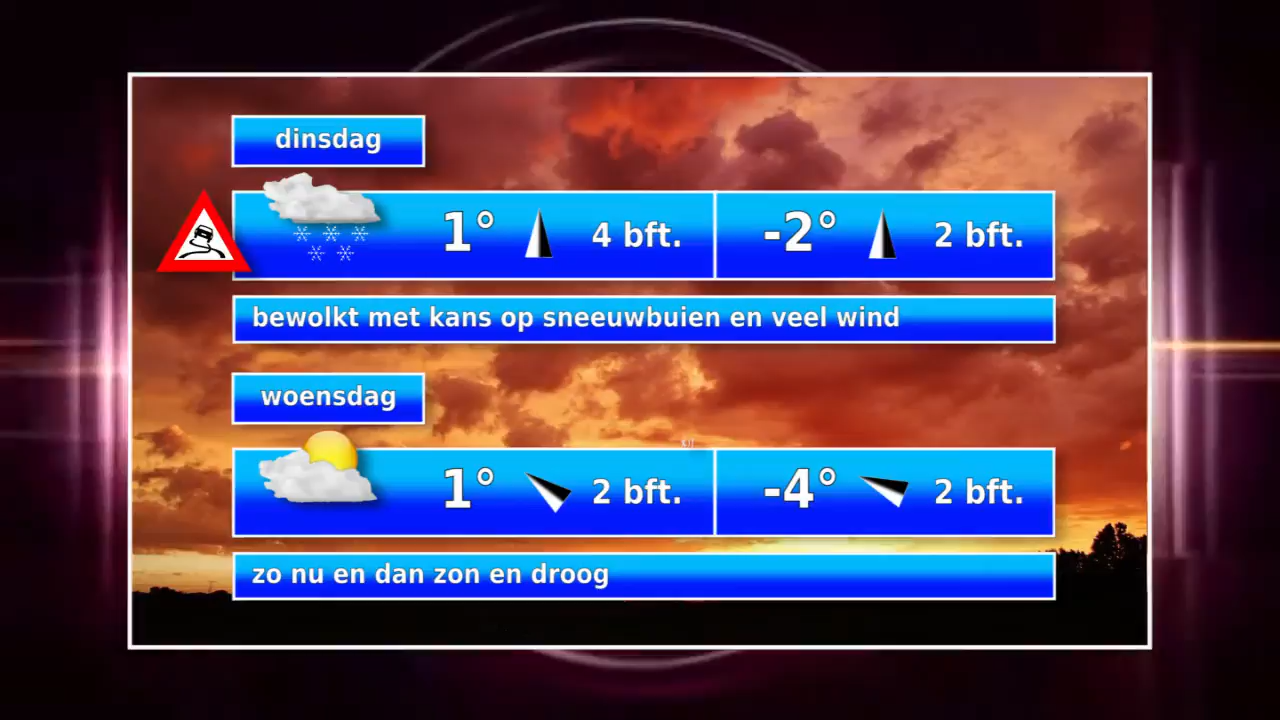 dinsdag
1° 4 bft. -2° 2 bft.
bewolkt met kans op sneeuwbuien en veel wind
woensdag
1° 2 bft. -4° 2 bft.
zo nu en dan zon en droog